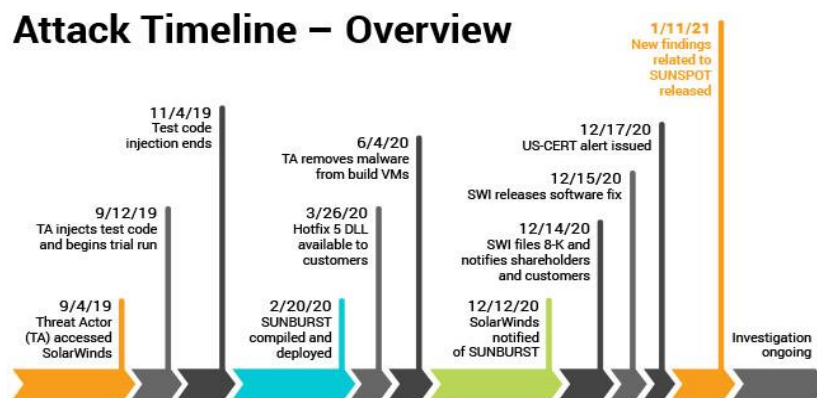 Attack Timeline – Overview
9/4/19
Threat Actor
(TA) accessed
SolarWinds
9/12/19
TA injects test code
and begins trial run
11/4/19
Test code
injection ends
2/20/20
SUNBURST
compiled and
deployed
3/26/20
Hotfix 5 DLL
available to
customers
6/4/20
TA removes malware
from build VMs
12/12/20
SolarWinds
notified
of SUNBURST
12/14/20
SWI files 8-K and
notifies shareholders
and customers
12/15/20
SWI releases software fix
12/17/20
US-CERT alert issued
1/11/21
New findings
related to
SUNSPOT
released
Investigation
ongoing